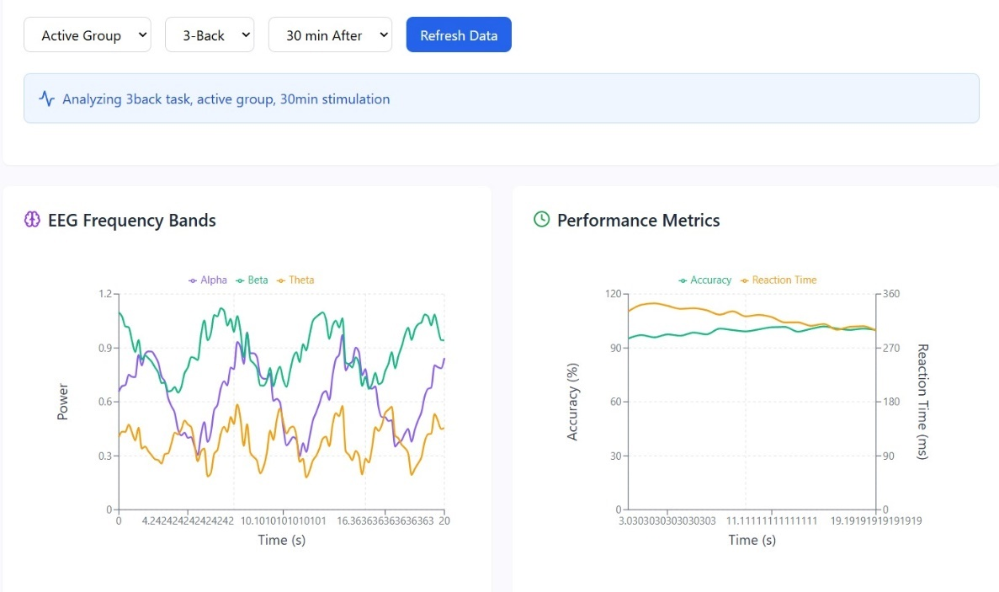 Active Group 3-Back 30 min After Refresh Data
Analyzing 3back task, active group, 30min stimulation
EEG Frequency Bands
Alpha Beta Theta
1.2
0.9
0.6
0.3
0
Power
0 4.242424242424242 10.1010101010101 16.363636363636363 20
Time (s)
Performance Metrics
Accuracy Reaction Time
120
90
60
30
0
Accuracy (%)
360
270
180
90
0
Reaction Time (ms)
3.0303030303030303 11.11111111111111 19.19191919191919
Time (s)